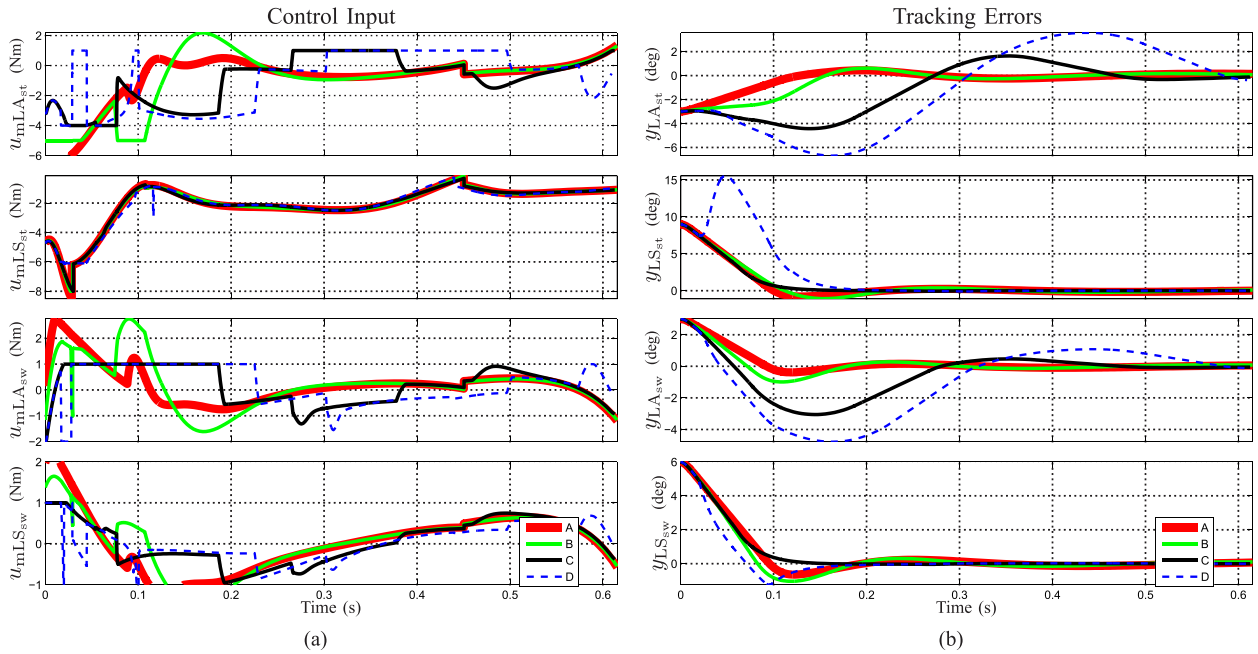 Control Input
Tracking Errors
u_mLA_st (Nm)
2
0
−2
−4
−6
u_mLS_st (Nm)
−2
−4
−6
−8
u_mLA_sw (Nm)
2
1
0
−1
−2
u_mLS_sw (Nm)
2
1
0
−1
0 0.1 0.2 0.3 0.4 0.5 0.6
Time (s)
A
B
C
D
(a)
y_LA_st (deg)
2
0
−2
−4
−6
y_LS_st (deg)
15
10
5
0
y_LA_sw (deg
2
0
−2
−4
y_LS_sw (deg)
6
4
2
0
0 0.1 0.2 0.3 0.4 0.5 0.6
Time (s)
A
B
C
D
(b)